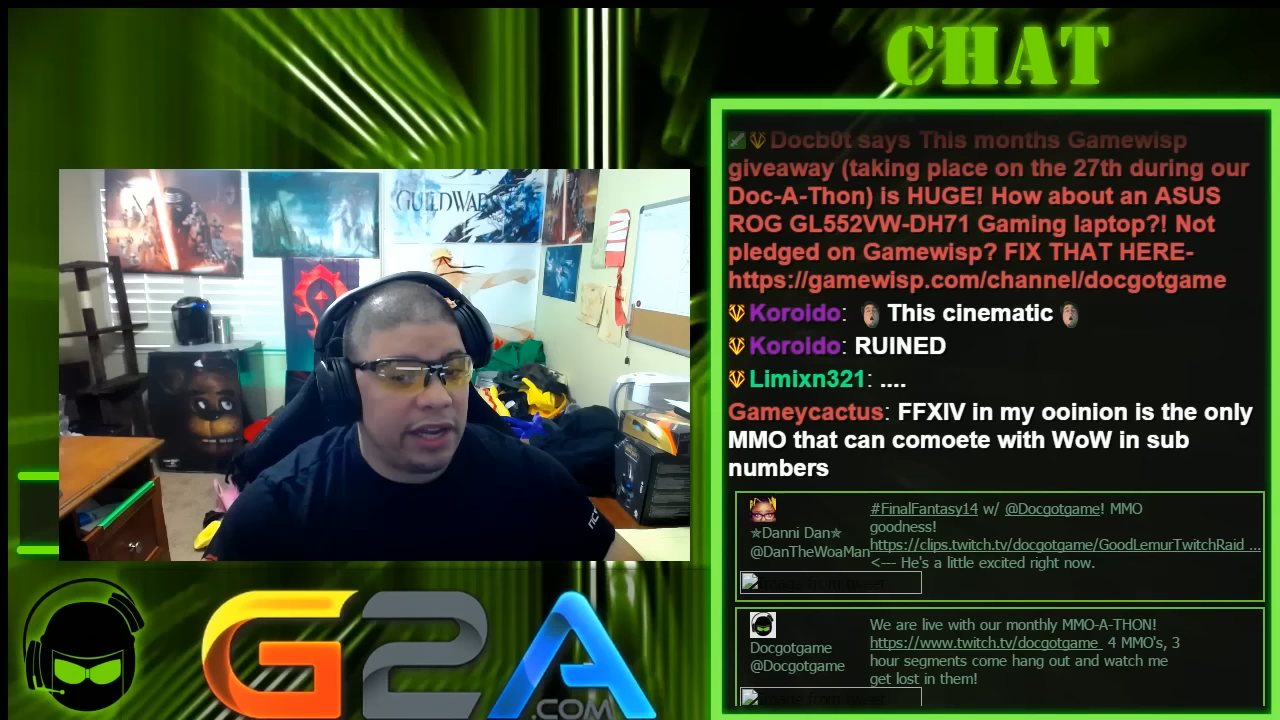 CHAT
Docb0t says This months Gamewisp
giveaway (taking place on the 27th during our
Doc-A-Thon) is HUGE! How about an ASUS
ROG GL552VW-DH71 Gaming laptop?! Not
pledged on Gamewisp? FIX THAT HERE-
https://gamewisp.com/channel/docgotgame
Koroido: This cinematic
Koroido: RUINED
Limixn321: ....
Gameycactus: FFXIV in my ooinion is the only
MMO that can comoete with WoW in sub
numbers
✯Danni Dan✯
@DanTheWoaMan
#FinalFantasy14 w/ @Docgotgame! MMO
goodness!
https://clips.twitch.tv/docgotgame/GoodLemurTwitchRaid ...
<--- He's a little excited right now.
Image from tweet
Docgotgame
@Docgotgame
We are live with our monthly MMO-A-THON!
https://www.twitch.tv/docgotgame 4 MMO's, 3
hour segments come hang out and watch me
get lost in them!
GUILDWARS
G2A
.COM